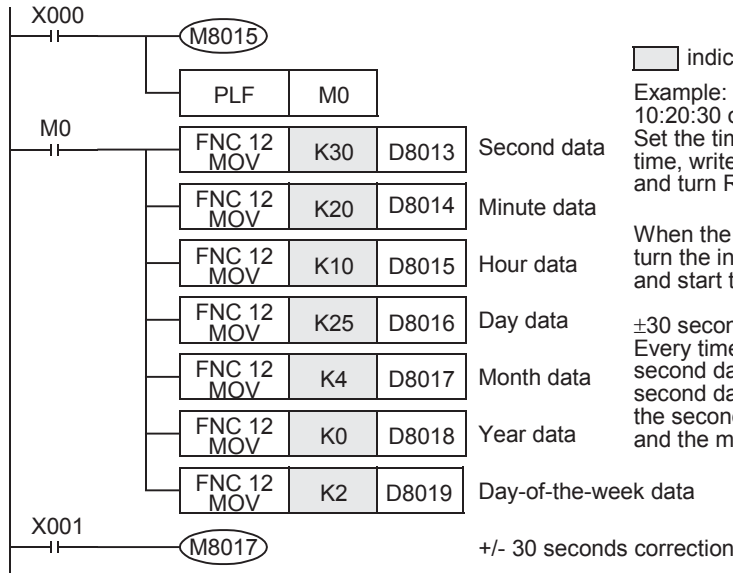 X000
M8015
PLF M0
M0
FNC 12 MOV K30 D8013 Second data
FNC 12 MOV K20 D8014 Minute data
FNC 12 MOV K10 D8015 Hour data
FNC 12 MOV K25 D8016 Day data
FNC 12 MOV K4 D8017 Month data
FNC 12 MOV K0 D8018 Year data
FNC 12 MOV K2 D8019 Day-of-the-week data
X001
M8017 +/- 30 seconds correction
indic
Example:
10:20:30
Set the tim
time, write
and turn R
When the
turn the in
and start t
±30 secon
Every time
second da
second da
the second
and the m